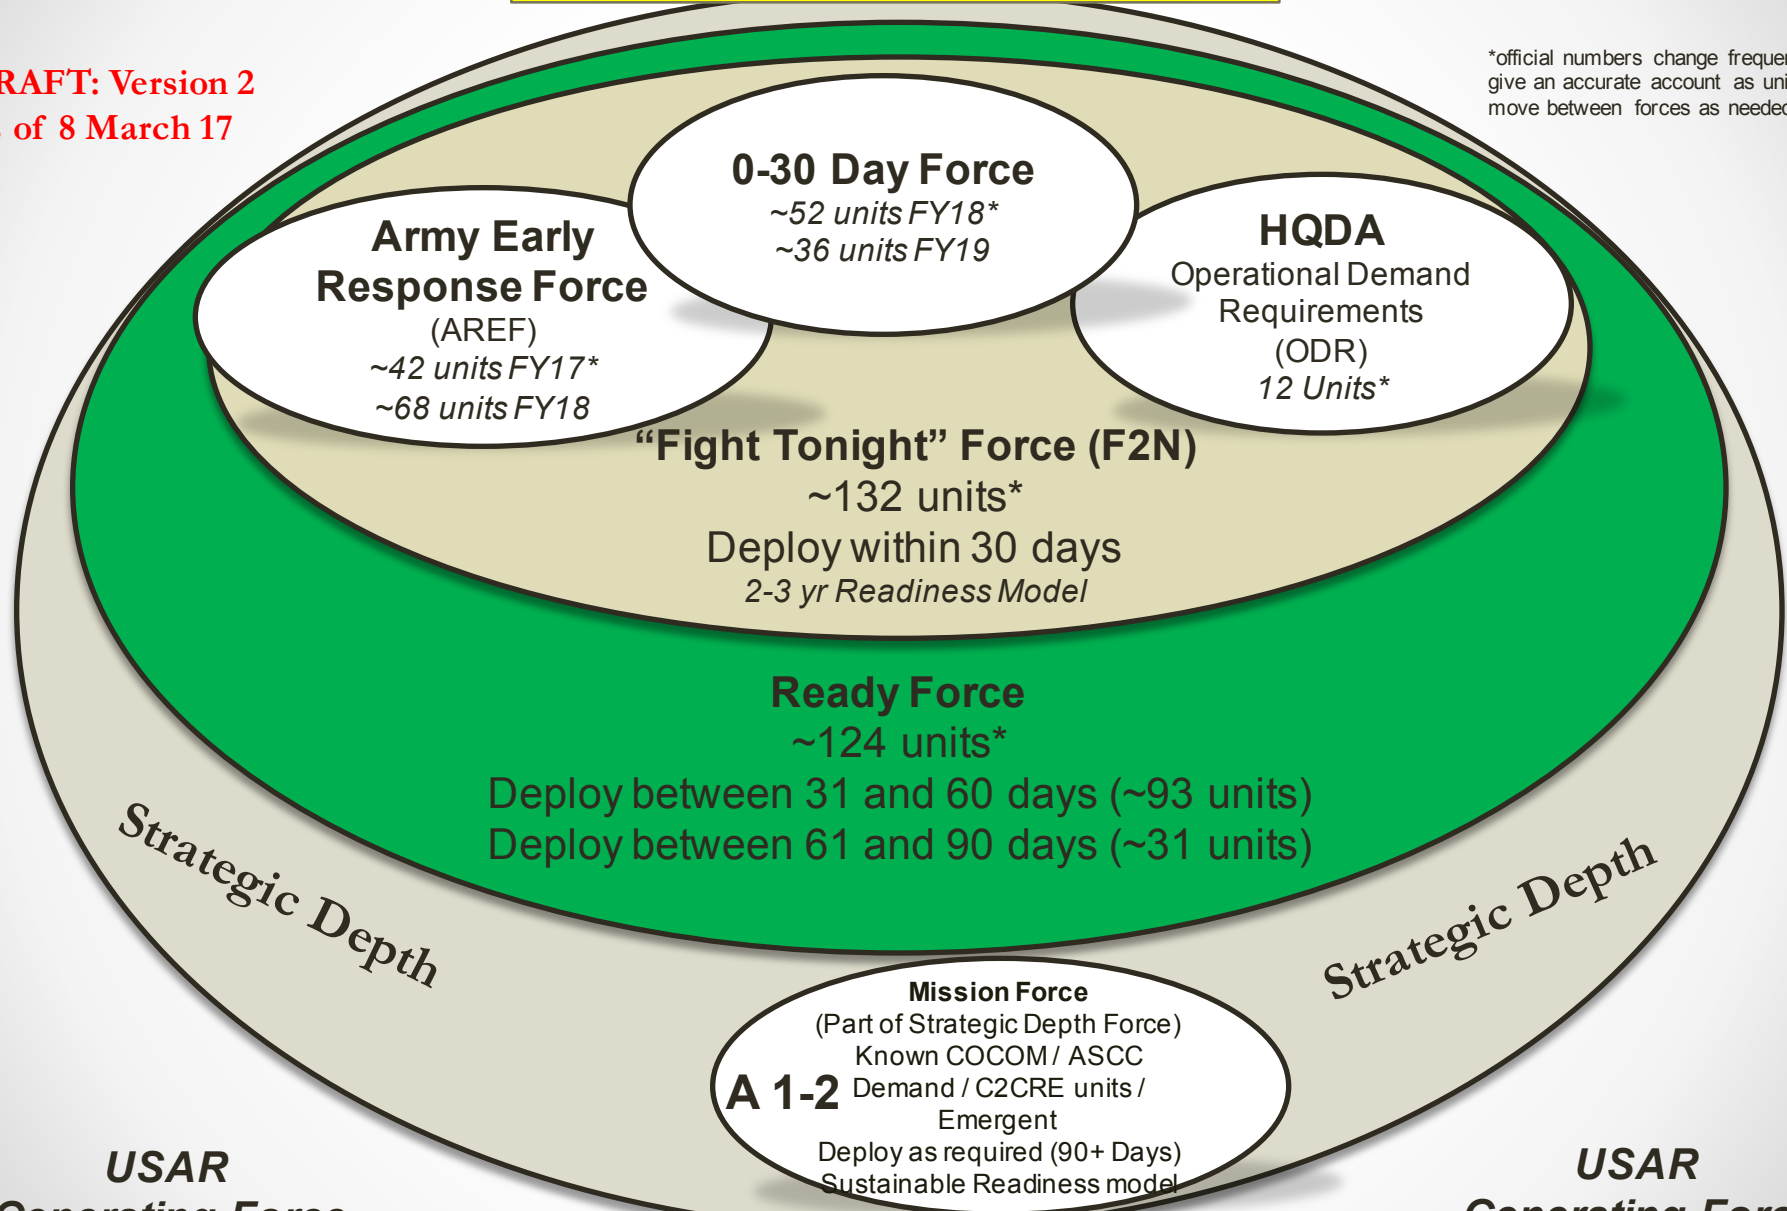 RAFT: Version 2
of 8 March 17
*official numbers change
give an accurate account as
move between forces as needed
0-30 Day Force
~52 units FY18*
~36 units FY19
Army Early
Response Force
(AREF)
~42 units FY17*
~68 units FY18
HQDA
Operational Demand
Requirements
(ODR)
12 Units*
“Fight Tonight” Force (F2N)
~132 units*
Deploy within 30 days
2-3 yr Readiness Model
Ready Force
~124 units*
Deploy between 31 and 60 days (~93 units)
Deploy between 61 and 90 days (~31 units)
Strategic Depth
Strategic Depth
Mission Force
(Part of Strategic Depth Force)
Known COCOM / ASCC
A 1-2 Demand / C2CRE units /
Emergent
Deploy as required (90+ Days)
Sustainable Readiness model
USAR
Generating Force
USAR
Generating